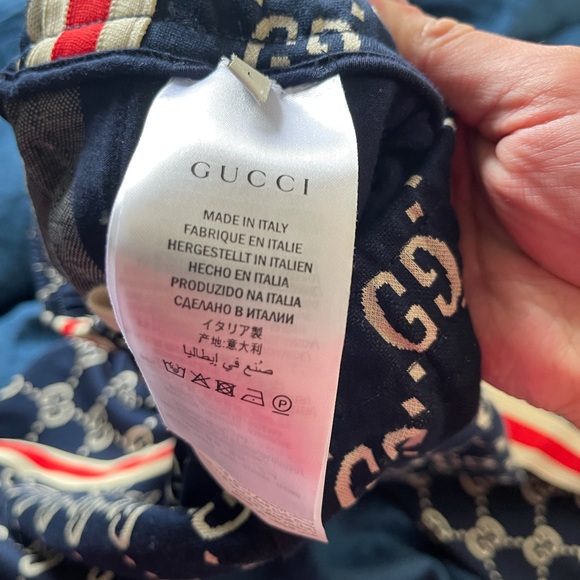 GUCCI
MADE IN ITALY
FABRIQUE EN ITALIE
HERGESTELLT IN ITALIEN
HECHO EN ITALIA
PRODUZIDO NA ITALIA
СДЕЛАНО В ИТАЛИИ
イタリア製
产地:意大利
صُنع في إيطاليا
P